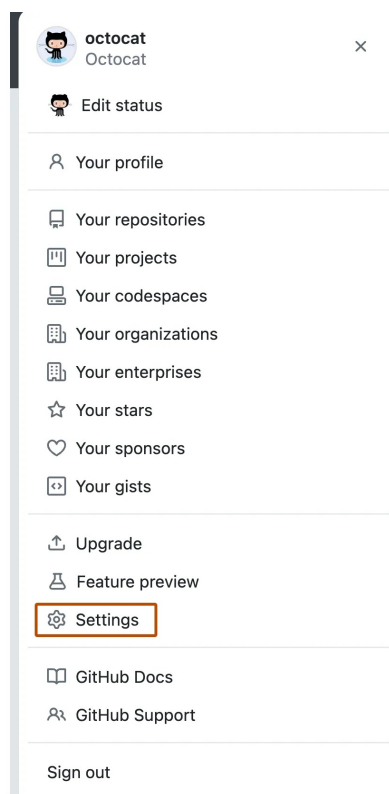 octocat
Octocat
Edit status
Your profile
Your repositories
Your projects
Your codespaces
Your organizations
Your enterprises
Your stars
Your sponsors
Your gists
Upgrade
Feature preview
Settings
GitHub Docs
GitHub Support
Sign out